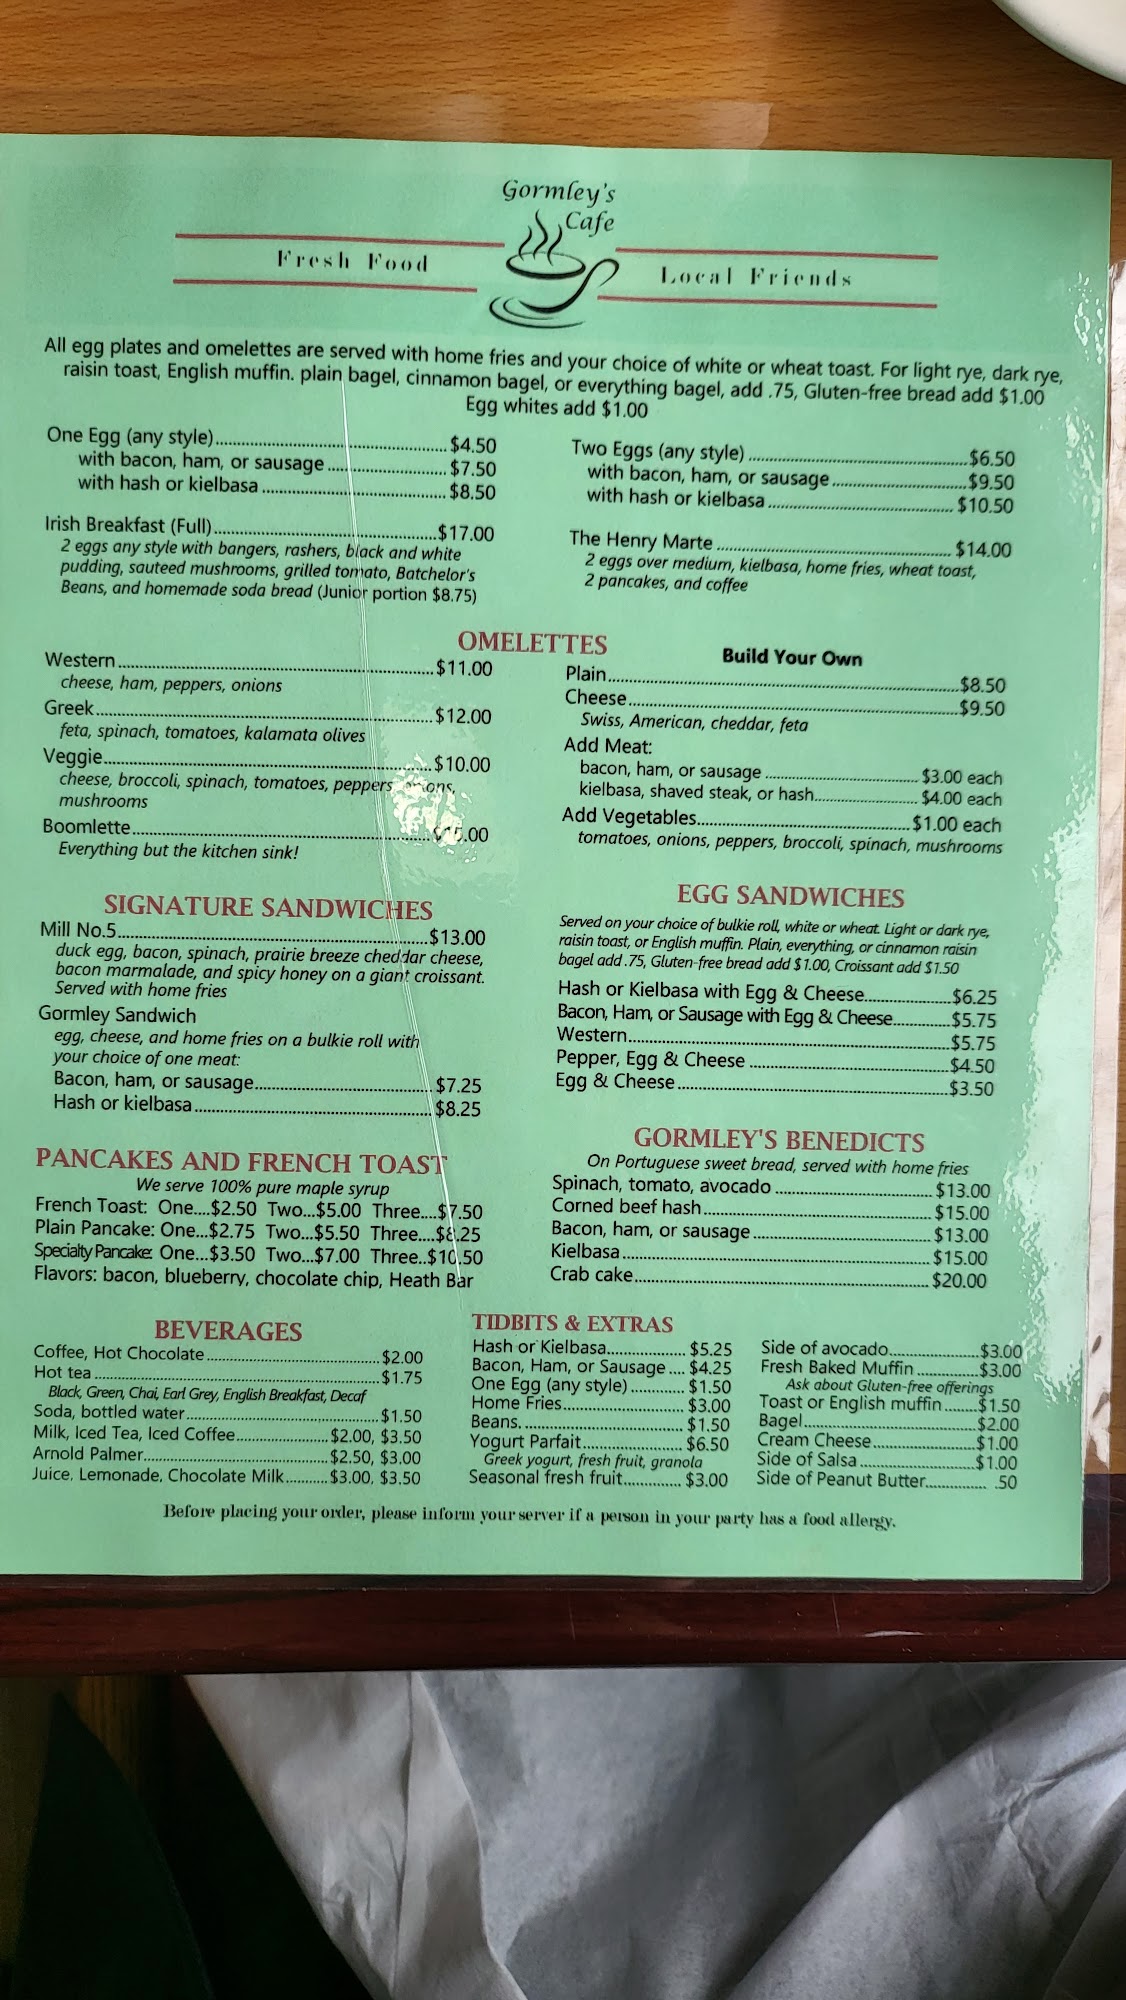 Gormley's
Cafe
Fresh Food
Local Friends
All egg plates and omelettes are served with home fries and your choice of white or wheat toast. For light rye, dark rye,
raisin toast, English muffin. plain bagel, cinnamon bagel, or everything bagel, add .75, Gluten-free bread add $1.00
Egg whites add $1.00
One Egg (any style) $4.50
with bacon, ham, or sausage $7.50
with hash or kielbasa $8.50
Irish Breakfast (Full) $17.00
2 eggs any style with bangers, rashers, black and white
pudding, sauteed mushrooms, grilled tomato, Batchelor's
Beans, and homemade soda bread (Junior portion $8.75)
Two Eggs (any style) $6.50
with bacon, ham, or sausage $9.50
with hash or kielbasa $10.50
The Henry Marte $14.00
2 eggs over medium, kielbasa, home fries, wheat toast,
2 pancakes, and coffee
OMELETTES
Western $11.00
cheese, ham, peppers, onions
Greek $12.00
feta, spinach, tomatoes, kalamata olives
Veggie $10.00
cheese, broccoli, spinach, tomatoes, peppers, onions,
mushrooms
Boomlette
Everything but the kitchen sink!
Build Your Own
Plain $8.50
Cheese $9.50
Swiss, American, cheddar, feta
Add Meat:
bacon, ham, or sausage $3.00 each
kielbasa, shaved steak, or hash $4.00 each
Add Vegetables $1.00 each
tomatoes, onions, peppers, broccoli, spinach, mushrooms
SIGNATURE SANDWICHES
Mill No.5 $13.00
duck egg, bacon, spinach, prairie breeze cheddar cheese,
bacon marmalade, and spicy honey on a giant croissant.
Served with home fries
Gormley Sandwich
egg, cheese, and home fries on a bulkie roll with
your choice of one meat:
Bacon, ham, or sausage $7.25
Hash or kielbasa $8.25
EGG SANDWICHES
Served on your choice of bulkie roll, white or wheat. Light or dark rye,
raisin toast, or English muffin. Plain, everything, or cinnamon raisin
bagel add .75, Gluten-free bread add $1.00, Croissant add $1.50
Hash or Kielbasa with Egg & Cheese $6.25
Bacon, Ham, or Sausage with Egg & Cheese $5.75
Western $5.75
Pepper, Egg & Cheese $4.50
Egg & Cheese $3.50
PANCAKES AND FRENCH TOAST
We serve 100% pure maple syrup
French Toast: One....$2.50 Two...$5.00 Three....$7.50
Plain Pancake: One...$2.75 Two...$5.50 Three....$8.25
Specialty Pancake: One...$3.50 Two...$7.00 Three..$10.50
Flavors: bacon, blueberry, chocolate chip, Heath Bar
GORMLEY'S BENEDICTS
On Portuguese sweet bread, served with home fries
Spinach, tomato, avocado $13.00
Corned beef hash $15.00
Bacon, ham, or sausage $13.00
Kielbasa $15.00
Crab cake $20.00
BEVERAGES
Coffee, Hot Chocolate $2.00
Hot tea $1.75
Black, Green, Chai, Earl Grey, English Breakfast, Decaf
Soda, bottled water $1.50
Milk, Iced Tea, Iced Coffee $2.00, $3.50
Arnold Palmer $2.50, $3.00
Juice, Lemonade, Chocolate Milk $3.00, $3.50
TIDBITS & EXTRAS
Hash or Kielbasa $5.25
Bacon, Ham, or Sausage $4.25
One Egg (any style) $1.50
Home Fries $3.00
Beans. $1.50
Yogurt Parfait $6.50
Greek yogurt, fresh fruit, granola
Seasonal fresh fruit $3.00
Side of avocado $3.00
Fresh Baked Muffin $3.00
Ask about Gluten-free offerings
Toast or English muffin $1.50
Bagel $2.00
Cream Cheese $1.00
Side of Salsa $1.00
Side of Peanut Butter .50
Before placing your order, please inform your server if a person in your party has a food allergy.